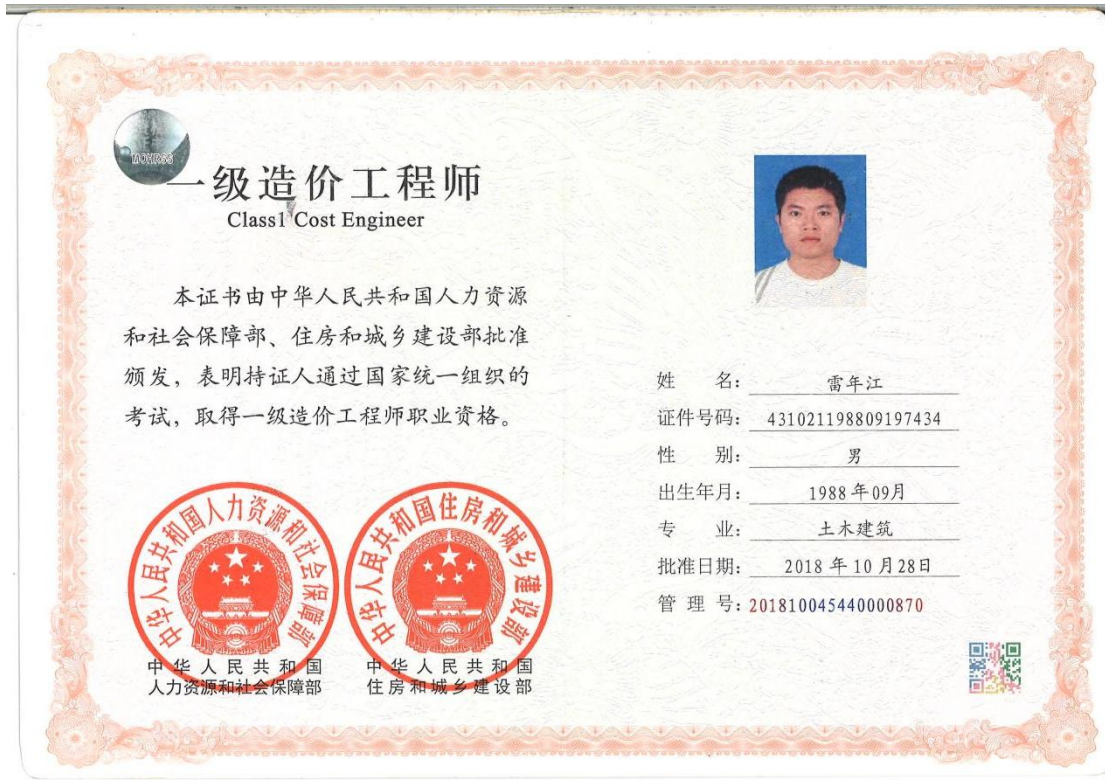 MOHRSS
一级造价工程师
Class1 Cost Engineer
本证书由中华人民共和国人力资源
和社会保障部、住房和城乡建设部批准
颁发，表明持证人通过国家统一组织的
考试，取得一级造价工程师职业资格。
中华人民共和国人力资源和社会保障部
中华人民共和国
人力资源和社会保障部
中华人民共和国住房和城乡建设部
中华人民共和国
住房和城乡建设部
姓 名：雷年江
证件号码：431021198809197434
性 别：男
出生年月：1988年09月
专 业：土木建筑
批准日期：2018年10月28日
管 理 号：201810045440000870